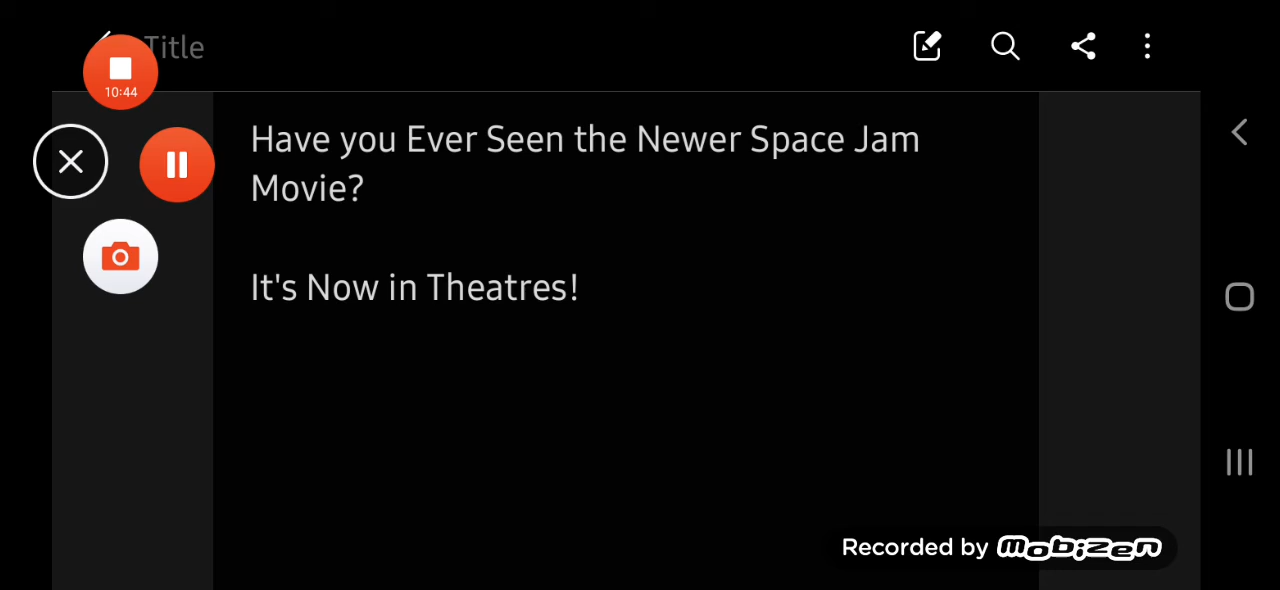 Title
10:44
Have you Ever Seen the Newer Space Jam
Movie?
It's Now in Theatres!
Recorded by mobizen